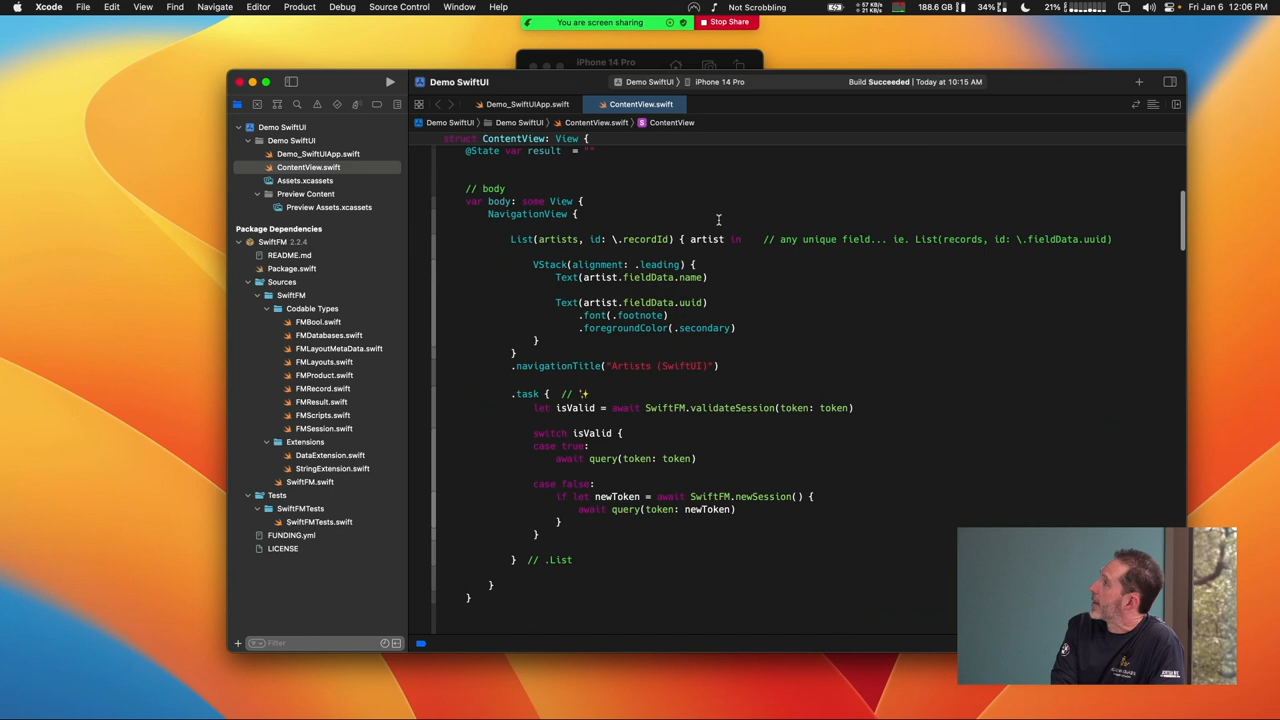 Xcode File Edit View Find Navigate Editor Product Debug Source Control Window Help
Not Scrobbling 57 KB 21 KB 188.6 GB 34% 21% Fri Jan 6 12:06 PM
You are screen sharing Stop Share
iPhone 14 Pro
Demo SwiftUI
Demo SwiftUI 〉 iPhone 14 Pro
Build Succeeded | Today at 10:15 AM
Demo_SwiftUIApp.swift
ContentView.swift
Demo SwiftUI 〉 Demo SwiftUI 〉 ContentView.swift 〉 S ContentView
Demo SwiftUI
Demo SwiftUI
Demo_SwiftUIApp.swift
ContentView.swift
Assets.xcassets
Preview Content
Preview Assets.xcassets
Package Dependencies
SwiftFM 2.2.4
README.md
Package.swift
Sources
SwiftFM
Codable Types
FMBool.swift
FMDatabases.swift
FMLayoutMetaData.swift
FMLayouts.swift
FMProduct.swift
FMRecord.swift
FMResult.swift
FMScripts.swift
FMSession.swift
Extensions
DataExtension.swift
StringExtension.swift
SwiftFM.swift
Tests
SwiftFMTests
SwiftFMTests.swift
FUNDING.yml
LICENSE
Filter
struct ContentView: View {
@State var result = ""
// body
var body: some View {
NavigationView {
List(artists, id: \.recordId) { artist in // any unique field... ie. List(records, id: \.fieldData.uuid)
VStack(alignment: .leading) {
Text(artist.fieldData.name)
Text(artist.fieldData.uuid)
.font(.footnote)
.foregroundColor(.secondary)
}
}
.navigationTitle("Artists (SwiftUI)")
.task { // ✨
let isValid = await SwiftFM.validateSession(token: token)
switch isValid {
case true:
await query(token: token)
case false:
if let newToken = await SwiftFM.newSession() {
await query(token: newToken)
}
}
} // .List
}
}